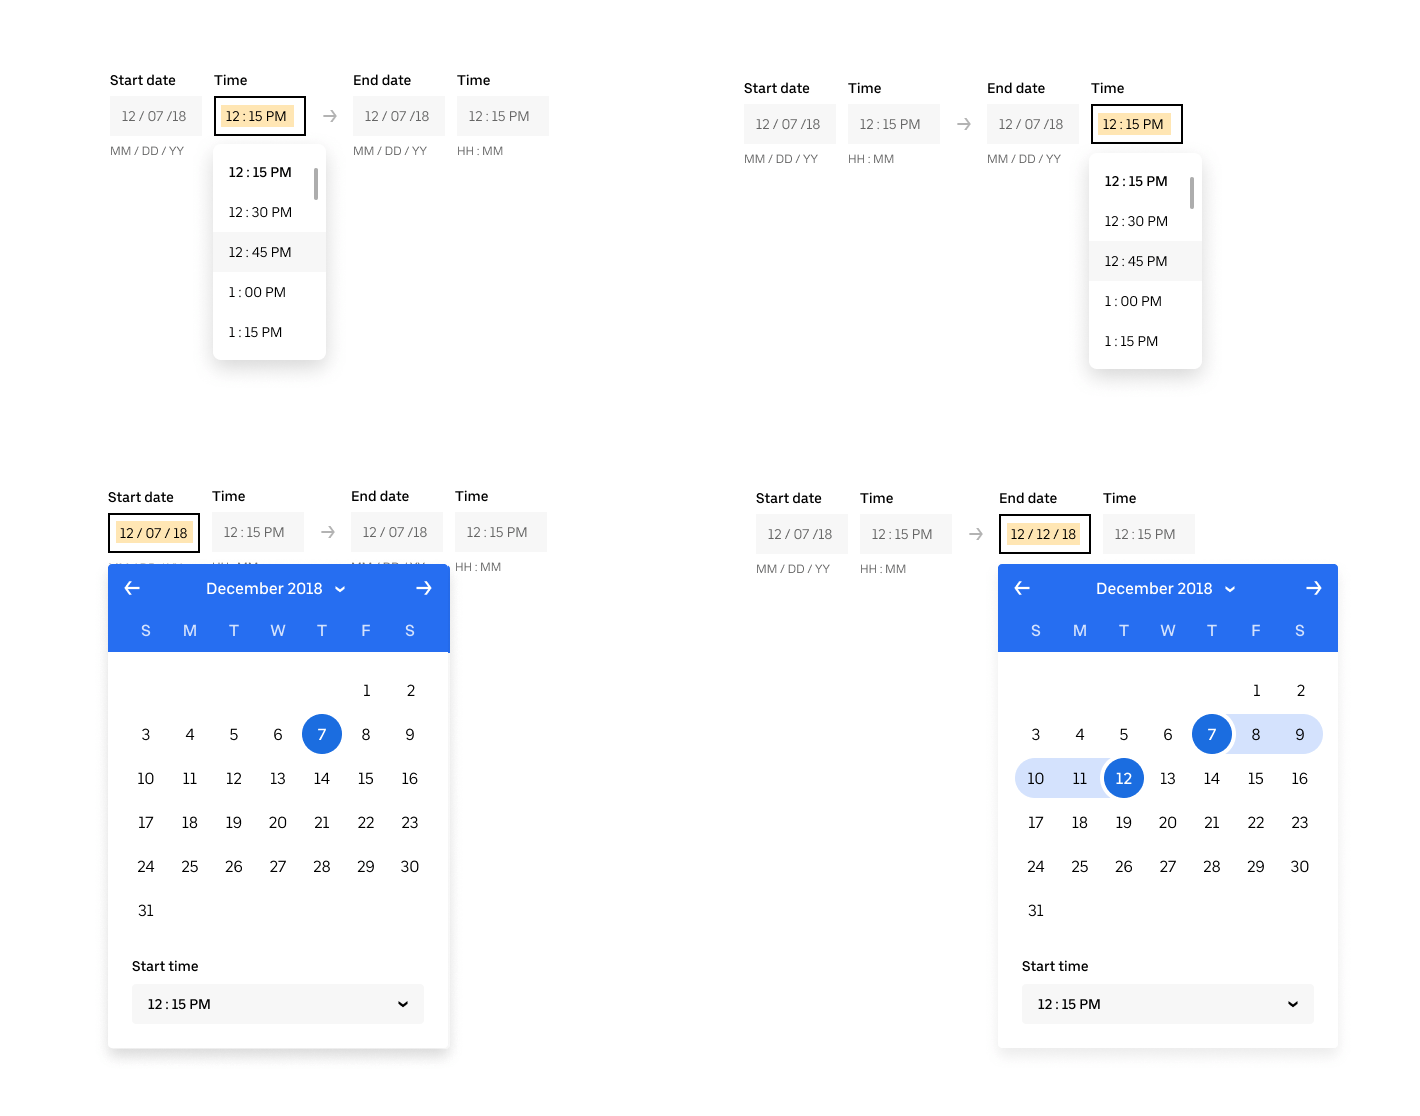 Start date Time End date Time
12 / 07 /18 12 : 15 PM → 12 / 07 /18 12 : 15 PM
MM / DD / YY MM / DD / YY HH : MM
12 : 15 PM
12 : 30 PM
12 : 45 PM
1 : 00 PM
1 : 15 PM
Start date Time End date Time
12 / 07 /18 12 : 15 PM → 12 / 07 /18 12 : 15 PM
MM / DD / YY HH : MM MM / DD / YY
12 : 15 PM
12 : 30 PM
12 : 45 PM
1 : 00 PM
1 : 15 PM
Start date Time End date Time
12 / 07 / 18 12 : 15 PM → 12 / 07 /18 12 : 15 PM
HH : MM
← December 2018 →
S M T W T F S
1 2
3 4 5 6 7 8 9
10 11 12 13 14 15 16
17 18 19 20 21 22 23
24 25 26 27 28 29 30
31
Start time
12 : 15 PM
Start date Time End date Time
12 / 07 /18 12 : 15 PM → 12 / 12 / 18 12 : 15 PM
MM / DD / YY HH : MM
← December 2018 →
S M T W T F S
1 2
3 4 5 6 7 8 9
10 11 12 13 14 15 16
17 18 19 20 21 22 23
24 25 26 27 28 29 30
31
Start time
12 : 15 PM